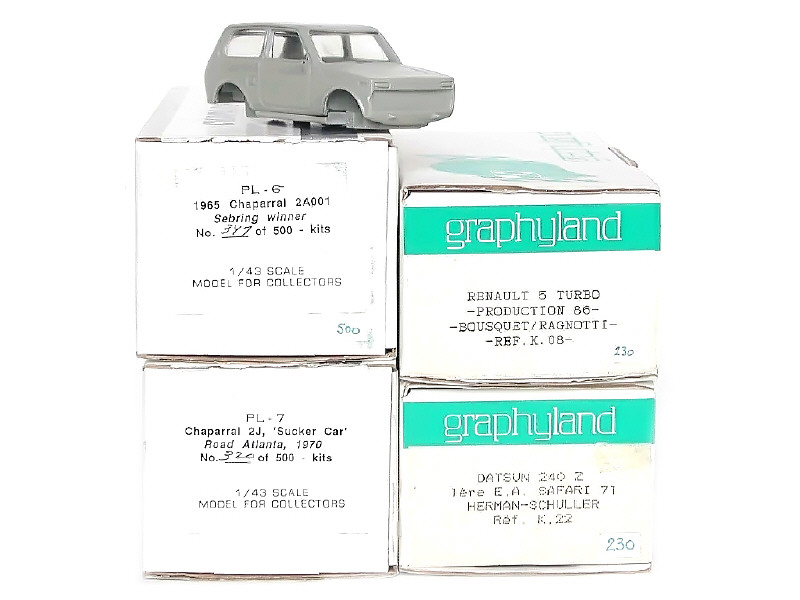 PL-6
1965 Chaparral 2A001
Sebring winner
No. 347 of 500 - kits
1/43 SCALE
MODEL FOR COLLECTORS
500
graphyland
RENAULT 5 TURBO
-PRODUCTION 86-
-BOUSQUET/RAGNOTTI-
-REF.K.08-
230
PL-7
Chaparral 2J, 'Sucker Car'
Road Atlanta, 1970
No. 320 of 500 - kits
1/43 SCALE
MODEL FOR COLLECTORS
graphyland
DATSUN 240 Z
1ère E.A. SAFARI 71
HERMAN-SCHULLER
Réf. K.22
230